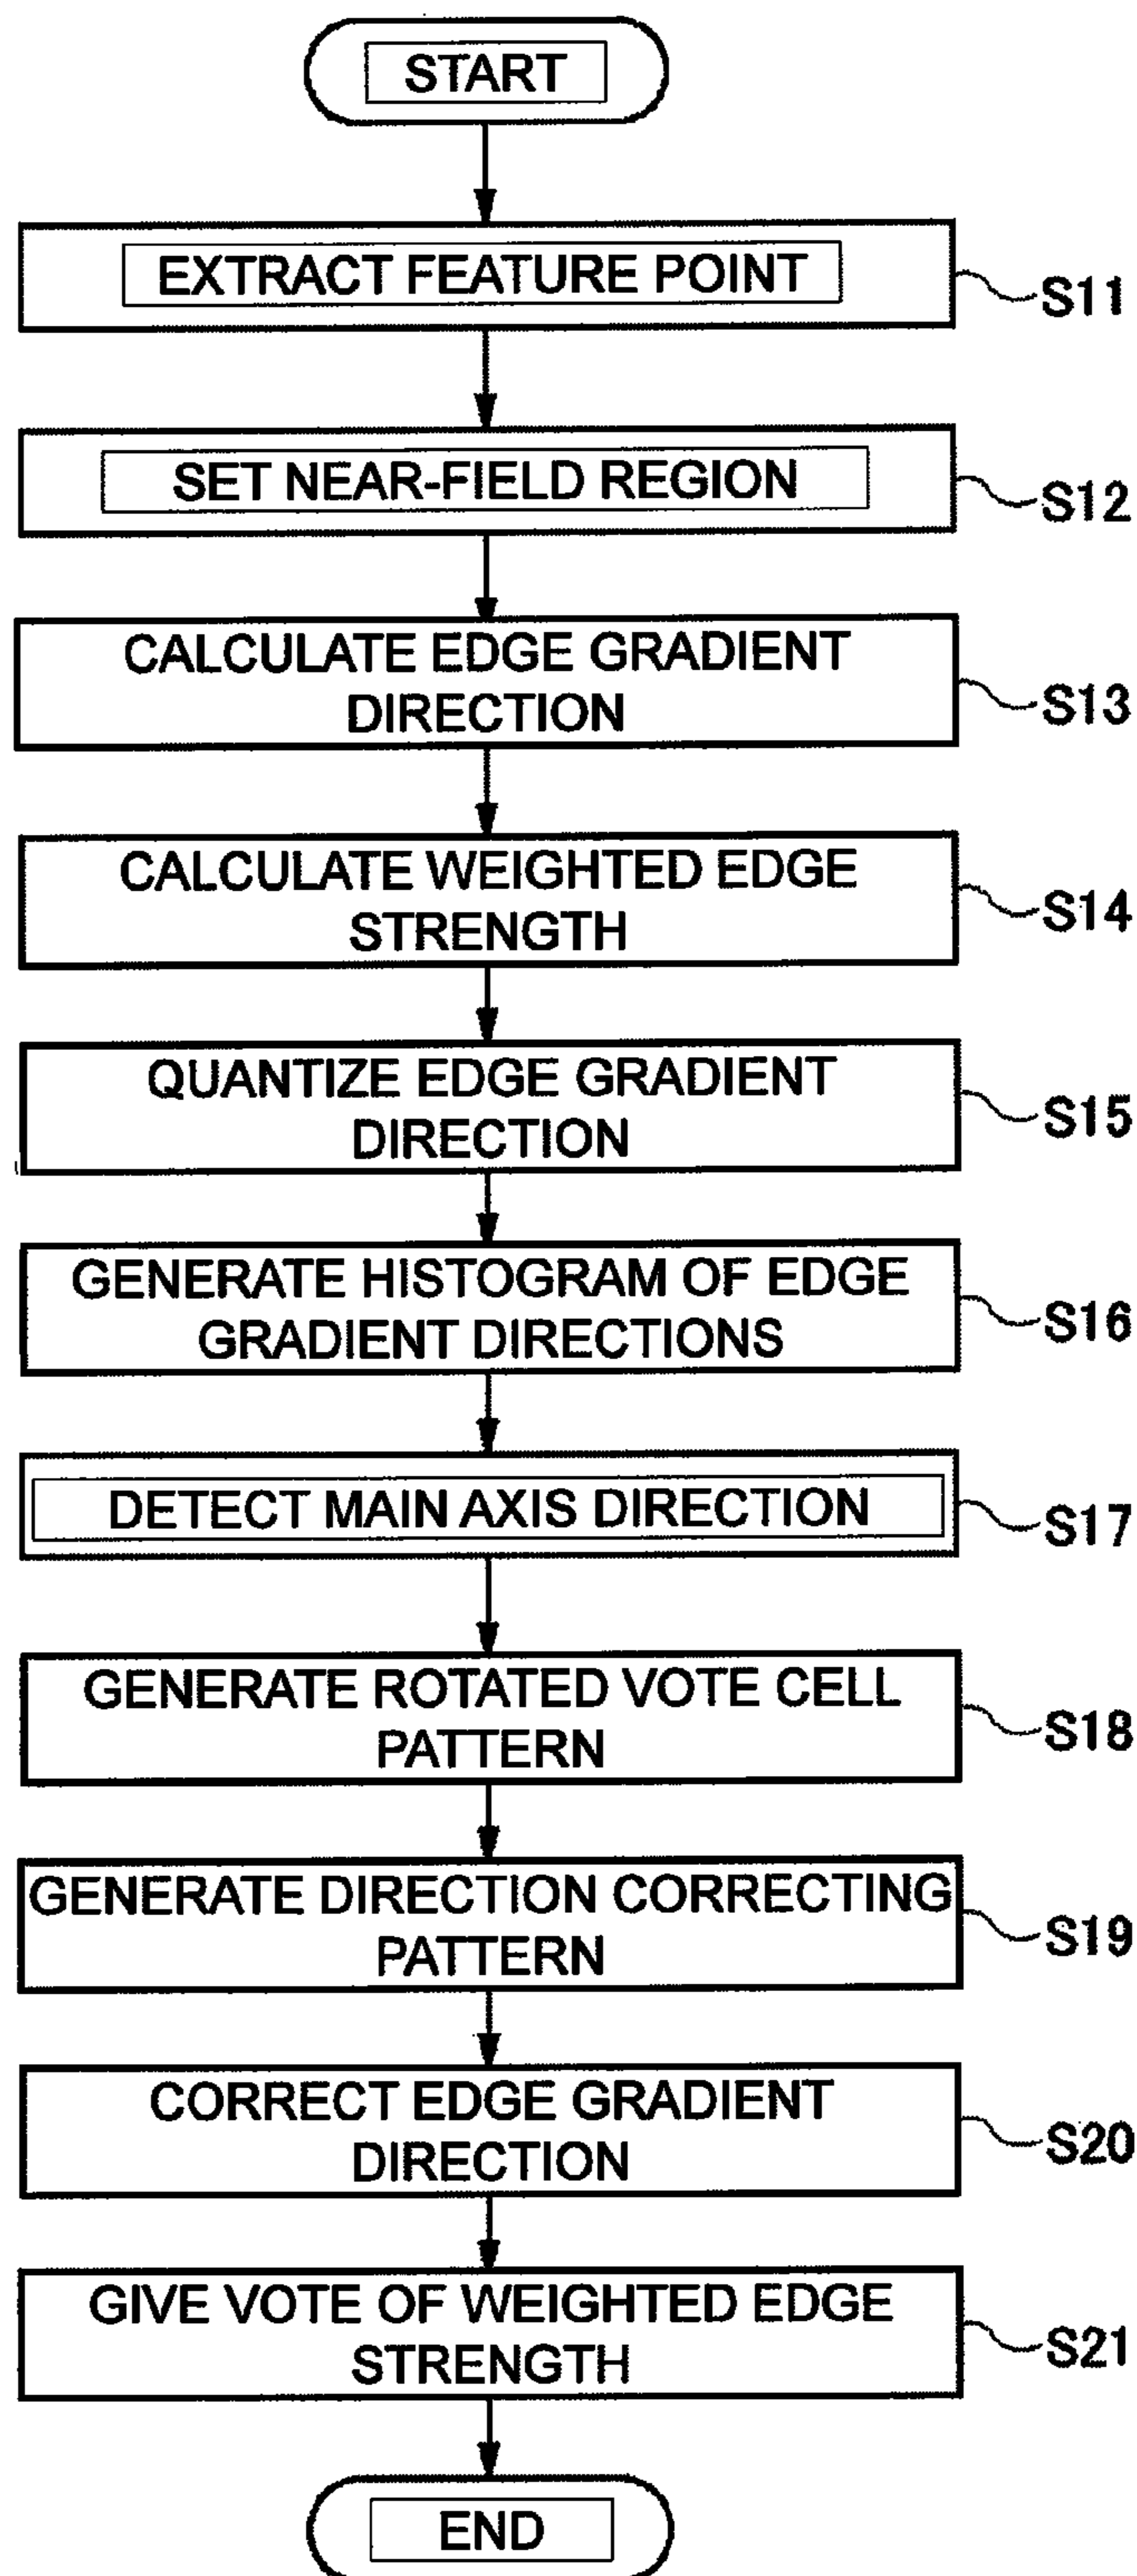 START
EXTRACT FEATURE POINT
S11
SET NEAR-FIELD REGION
S12
CALCULATE EDGE GRADIENT
DIRECTION
S13
CALCULATE WEIGHTED EDGE
STRENGTH
S14
QUANTIZE EDGE GRADIENT
DIRECTION
S15
GENERATE HISTOGRAM OF EDGE
GRADIENT DIRECTIONS
S16
DETECT MAIN AXIS DIRECTION
S17
GENERATE ROTATED VOTE CELL
PATTERN
S18
GENERATE DIRECTION CORRECTING
PATTERN
S19
CORRECT EDGE GRADIENT
DIRECTION
S20
GIVE VOTE OF WEIGHTED EDGE
STRENGTH
S21
END